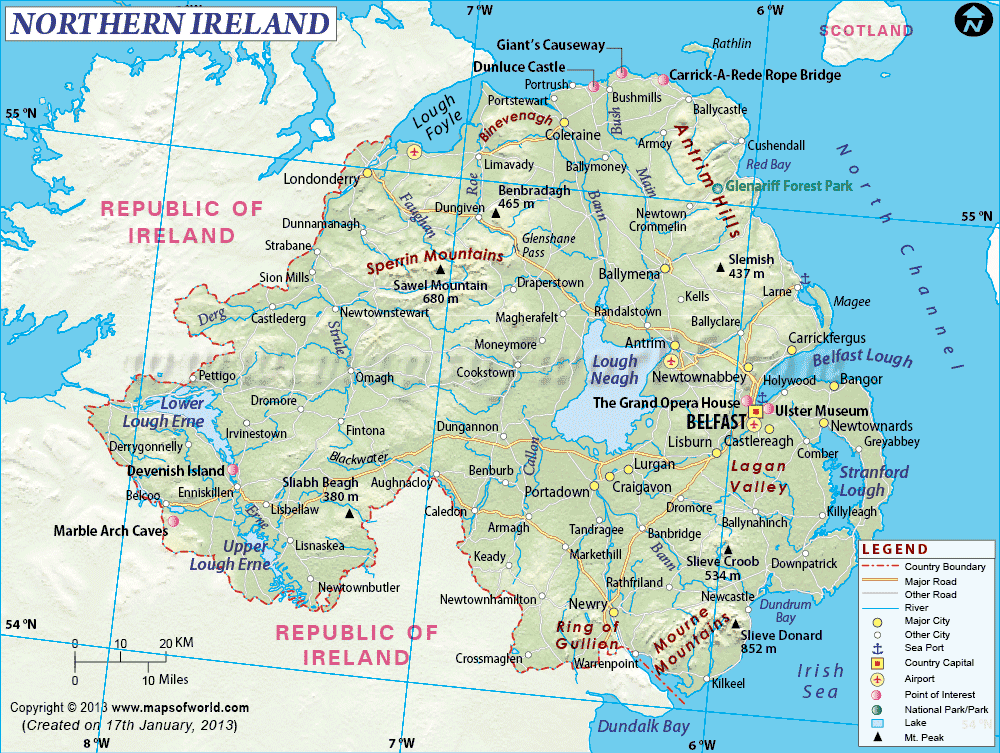 NORTHERN IRELAND
7 °W
6 °W
N
SCOTLAND
Rathlin
Giant's Causeway
Dunluce Castle
Carrick-A-Rede Rope Bridge
Portrush
Portstewart
Bushmills
Ballycastle
55 °N
Lough
Foyle
Binevenagh
Coleraine
Bush
Armoy
Antrim Hills
Cushendall
Red Bay
North Channel
Londonderry
Limavady
Ballymoney
Roe
Main
Glenariff Forest Park
Benbradagh
465 m
Bann
REPUBLIC OF
IRELAND
Faughan
Dungiven
Newtown
Crommelin
55 °N
Dunnamanagh
Strabane
Glenshane
Pass
Sperrin Mountains
Sawel Mountain
680 m
Slemish
437 m
Sion Mills
Ballymena
Draperstown
Kells
Larne
Magee
Derg
Castlederg
Newtownstewart
Strule
Magherafelt
Randalstown
Ballyclare
Moneymore
Antrim
Carrickfergus
Belfast Lough
Lough
Neagh
Pettigo
Omagh
Cookstown
Newtownabbey
Holywood
Bangor
Lower
Lough Erne
Dromore
The Grand Opera House
Ulster Museum
BELFAST
Irvinestown
Fintona
Dungannon
Newtownards
Derrygonnelly
Callon
Lisburn
Castlereagh
Greyabbey
Comber
Devenish Island
Blackwater
Benburb
Lurgan
Lagan
Valley
Stranford
Lough
Sliabh Beagh
380 m
Aughnacloy
Belcoo
Enniskillen
Portadown
Craigavon
Lisbellaw
Caledon
Dromore
Killyleagh
Marble Arch Caves
Erne
Armagh
Tandragee
Ballynahinch
Banbridge
Upper
Lough Erne
Lisnaskea
Keady
Markethill
Bann
Slieve Croob
534 m
Downpatrick
Newtownbutler
Rathfriland
Newtownhamilton
Newry
Newcastle
Dundrum
Bay
54 °N
REPUBLIC OF
IRELAND
Ring of
Gullion
Mourne
Mountains
Slieve Donard
852 m
Crossmaglen
Warrenpoint
Kilkeel
Irish
Sea
Dundalk Bay
0 10 20 KM
0 10 Miles
Copyright © 2013 www.mapsofworld.com
(Created on 17th January, 2013)
8 °W
7 °W
6 °W
54 °N
LEGEND
Country Boundary
Major Road
Other Road
River
Major City
Other City
Sea Port
Country Capital
Airport
Point of Interest
National Park/Park
Lake
Mt. Peak